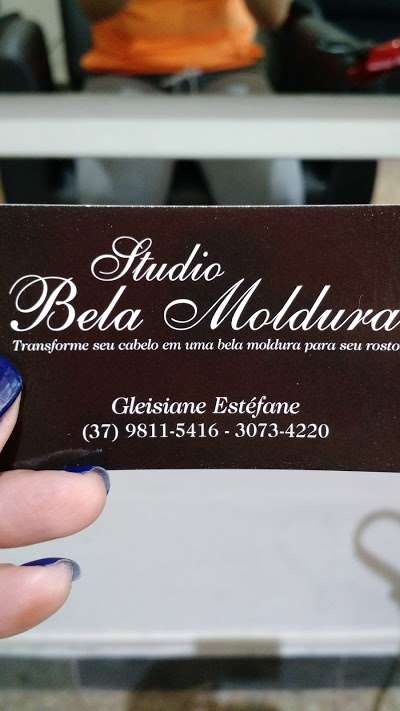 Studio
Bela Moldura
Transforme seu cabelo em uma bela moldura para seu rosto
Gleisiane Estéfane
(37) 9811-5416 - 3073-4220